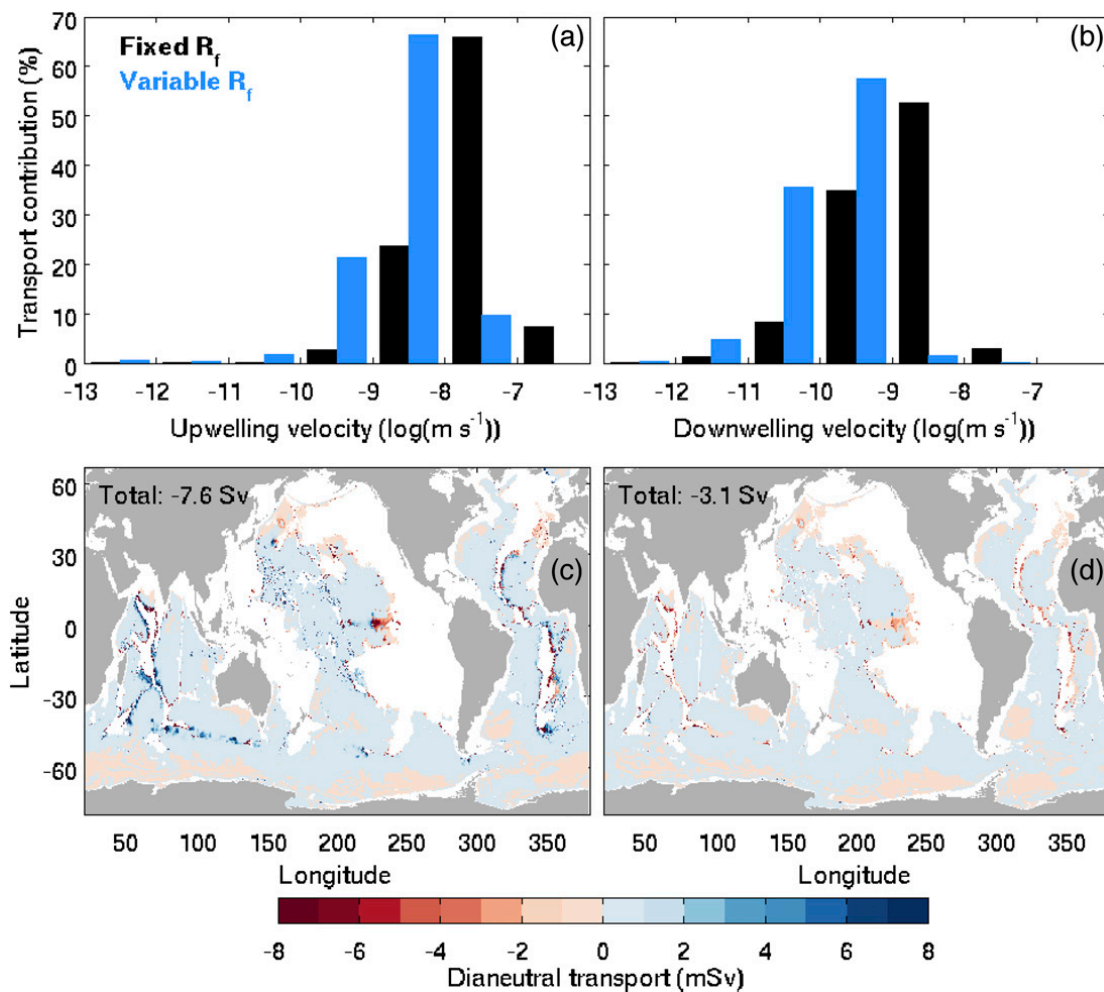 Fixed R_f
Variable R_f
(a)
(b)
70
60
50
40
30
20
10
0
Transport contribution (%)
-13 -12 -11 -10 -9 -8 -7
-13 -12 -11 -10 -9 -8 -7
Upwelling velocity (log(m s⁻¹))
Downwelling velocity (log(m s⁻¹))
Total: -7.6 Sv
Total: -3.1 Sv
(c)
(d)
60
30
0
-30
-60
Latitude
50 100 150 200 250 300 350
50 100 150 200 250 300 350
Longitude
Longitude
-8 -6 -4 -2 0 2 4 6 8
Dianeutral transport (mSv)